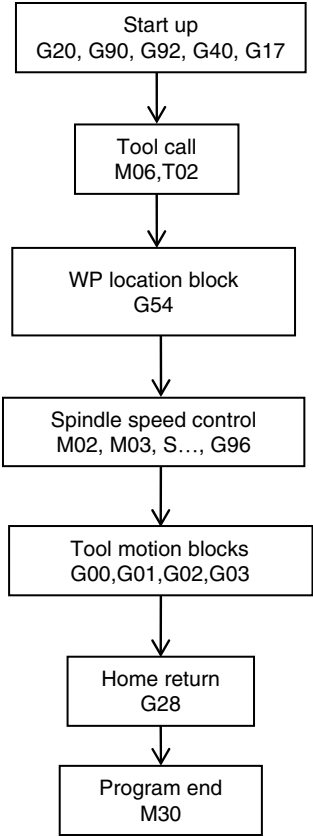 Start up
G20, G90, G92, G40, G17
Tool call
M06,T02
WP location block
G54
Spindle speed control
M02, M03, S…, G96
Tool motion blocks
G00,G01,G02,G03
Home return
G28
Program end
M30